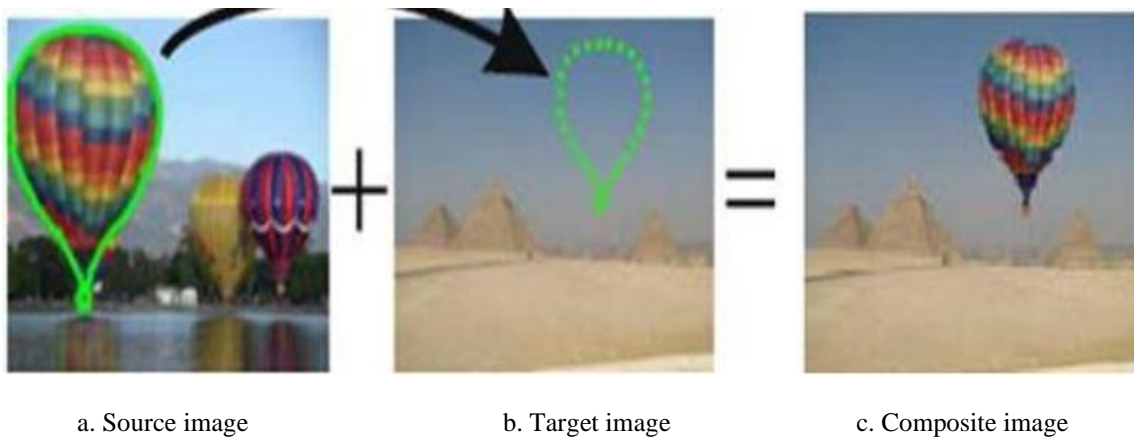 +
=
a. Source image
b. Target image
c. Composite image